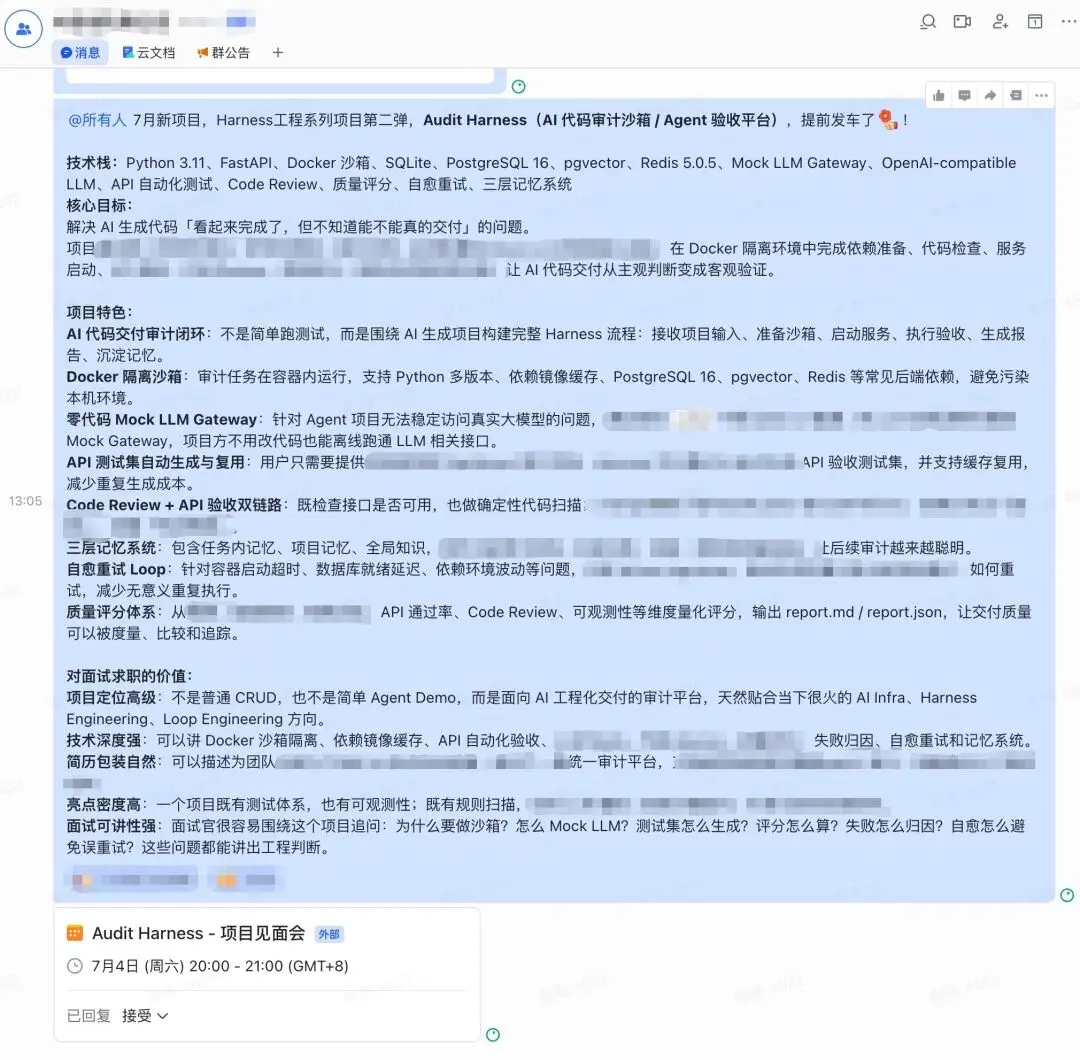 消息 云文档 群公告 +
@所有人 7月新项目，Harness工程系列项目第二弹，Audit Harness（AI 代码审计沙箱 / Agent 验收平台），提前发车了！
技术栈：Python 3.11、FastAPI、Docker 沙箱、SQLite、PostgreSQL 16、pgvector、Redis 5.0.5、Mock LLM Gateway、OpenAI-compatible
LLM、API 自动化测试、Code Review、质量评分、自愈重试、三层记忆系统
核心目标：
解决 AI 生成代码「看起来完成了，但不知道能不能真的交付」的问题。
项目 在 Docker 隔离环境中完成依赖准备、代码检查、服务
启动、 让 AI 代码交付从主观判断变成客观验证。
项目特色：
AI 代码交付审计闭环：不是简单跑测试，而是围绕 AI 生成项目构建完整 Harness 流程：接收项目输入、准备沙箱、启动服务、执行验收、生成报
告、沉淀记忆。
Docker 隔离沙箱：审计任务在容器内运行，支持 Python 多版本、依赖镜像缓存、PostgreSQL 16、pgvector、Redis 等常见后端依赖，避免污染
本机环境。
零代码 Mock LLM Gateway：针对 Agent 项目无法稳定访问真实大模型的问题，
Mock Gateway，项目方不用改代码也能离线跑通 LLM 相关接口。
API 测试集自动生成与复用：用户只需要提供 API 验收测试集，并支持缓存复用，
减少重复生成成本。
13:05
Code Review + API 验收双链路：既检查接口是否可用，也做确定性代码扫描
三层记忆系统：包含任务内记忆、项目记忆、全局知识， 让后续审计越来越聪明。
自愈重试 Loop：针对容器启动超时、数据库就绪延迟、依赖环境波动等问题， 如何重
试，减少无意义重复执行。
质量评分体系：从 API 通过率、Code Review、可观测性等维度量化评分，输出 report.md / report.json，让交付质量
可以被度量、比较和追踪。
对面试求职的价值：
项目定位高级：不是普通 CRUD，也不是简单 Agent Demo，而是面向 AI 工程化交付的审计平台，天然贴合当下很火的 AI Infra、Harness
Engineering、Loop Engineering 方向。
技术深度强：可以讲 Docker 沙箱隔离、依赖镜像缓存、API 自动化验收、 失败归因、自愈重试和记忆系统。
简历包装自然：可以描述为团队 统一审计平台，
亮点密度高：一个项目既有测试体系，也有可观测性；既有规则扫描，
面试可讲性强：面试官很容易围绕这个项目追问：为什么要做沙箱？怎么 Mock LLM？测试集怎么生成？评分怎么算？失败怎么归因？自愈怎么避
免误重试？这些问题都能讲出工程判断。
Audit Harness - 项目见面会 外部
7月4日 (周六) 20:00 - 21:00 (GMT+8)
已回复 接受